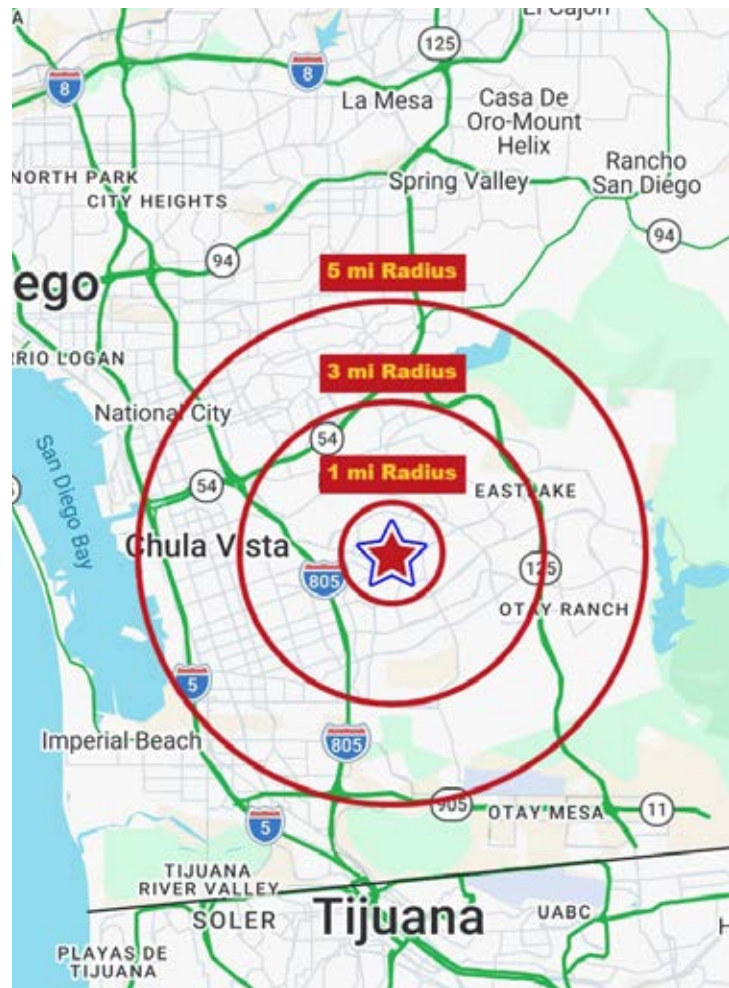 El Cajon
A
125
8
8
La Mesa
Casa De
Oro-Mount
Helix
NORTH PARK
CITY HEIGHTS
Spring Valley
Rancho
San Diego
94
94
ego
5 mi Radius
RIO LOGAN
3 mi Radius
National City
54
1 mi Radius
San Diego Bay
54
EASTLAKE
Chula Vista
805
125
OTAY RANCH
5
Imperial Beach
805
905
OTAY MESA
11
5
TIJUANA
RIVER VALLEY
SOLER
Tijuana
UABC
H
PLAYAS DE
TIJUANA